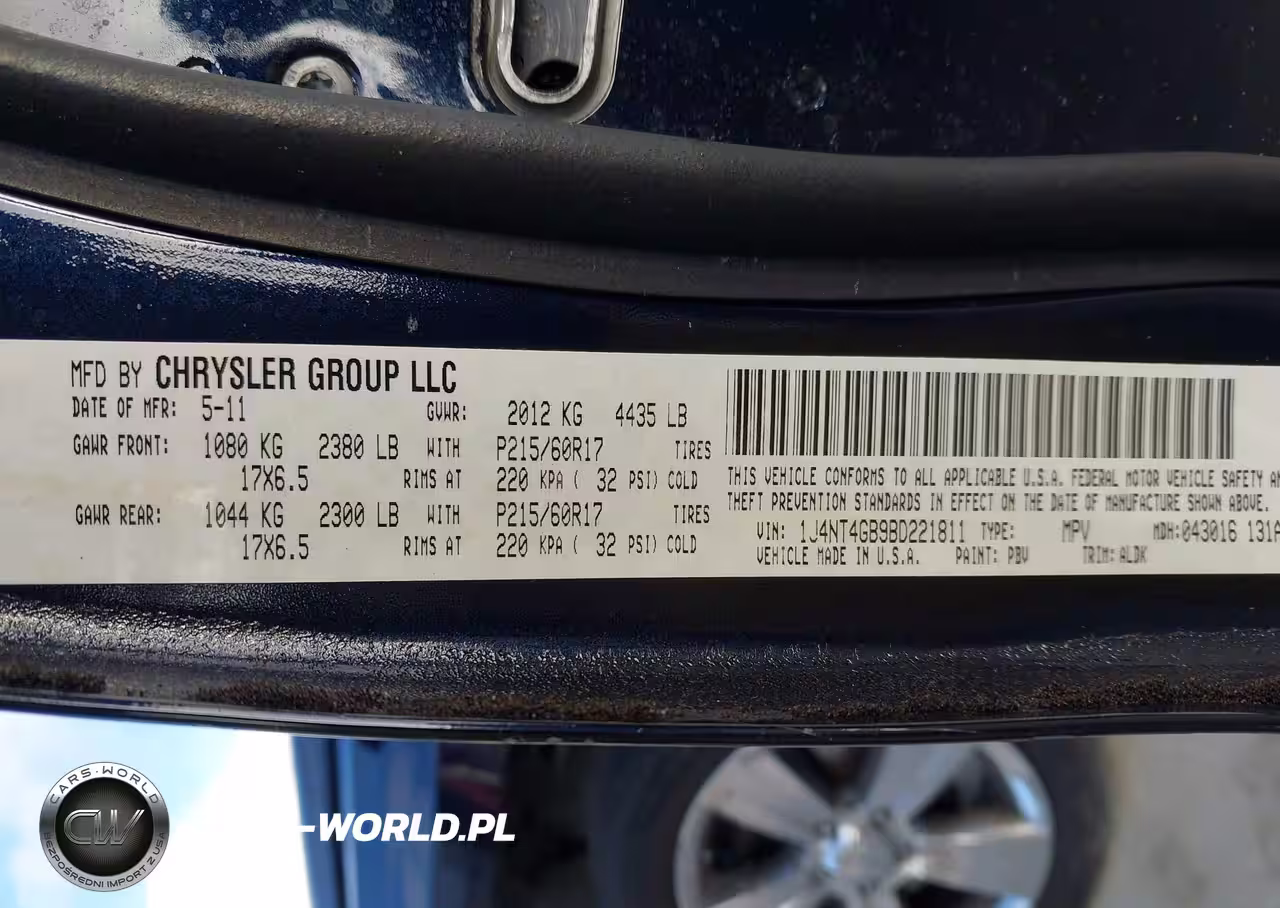 MFD BY CHRYSLER GROUP LLC
DATE OF MFR: 5-11 GVWR: 2012 KG 4435 LB
GAWR FRONT: 1080 KG 2380 LB WITH P215/60R17 TIRES
17X6.5 RIMS AT 220 KPA ( 32 PSI) COLD
GAWR REAR: 1044 KG 2300 LB WITH P215/60R17 TIRES
17X6.5 RIMS AT 220 KPA ( 32 PSI) COLD
THIS VEHICLE CONFORMS TO ALL APPLICABLE U.S.A. FEDERAL MOTOR VEHICLE SAFETY AN
THEFT PREVENTION STANDARDS IN EFFECT ON THE DATE OF MANUFACTURE SHOWN ABOVE.
VIN: 1J4NT4GB9BD221811 TYPE: MPV MDH:043016 131
VEHICLE MADE IN U.S.A. PAINT: PBV TRIM: ALDK
CARS-WORLD
CW
BEZPOŚREDNI IMPORT Z USA
-WORLD.PL